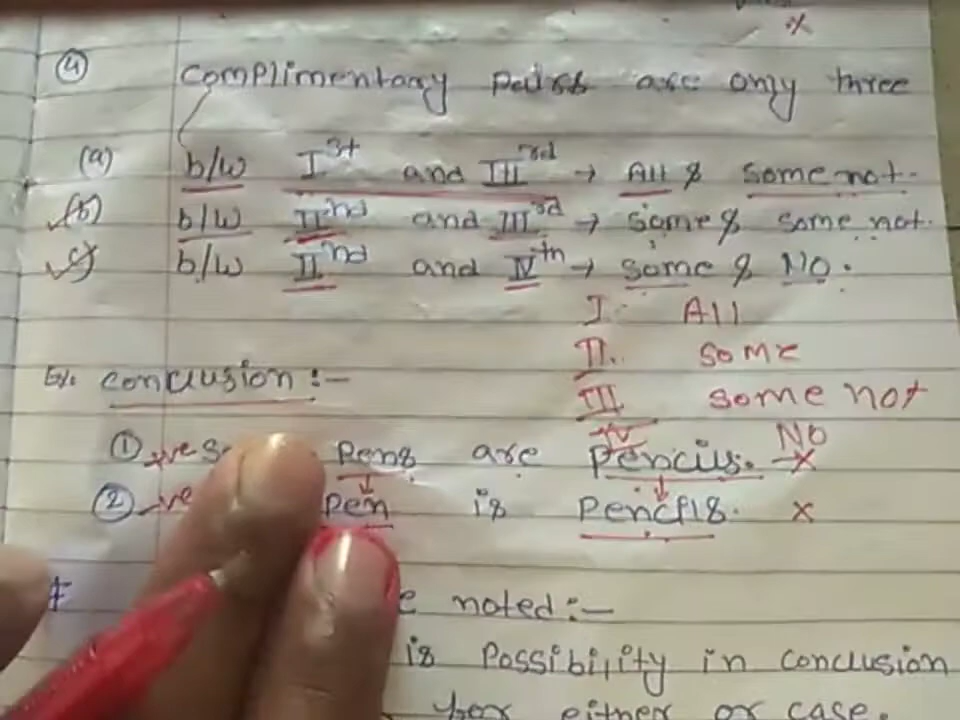 ④ Complimentary pairs are only three
(a) b/w Ist and IIIrd → All & some not.
(b) b/w IInd and IIIrd → some & some not.
(c) b/w IInd and IVth → some & No.
I. All
II. some
III some not
IV No
Ex. conclusion :-
① +ve Pens are Pencils. → x
② -ve Pen is Pencils. x
noted :-
is Possibility in conclusion
either or case.